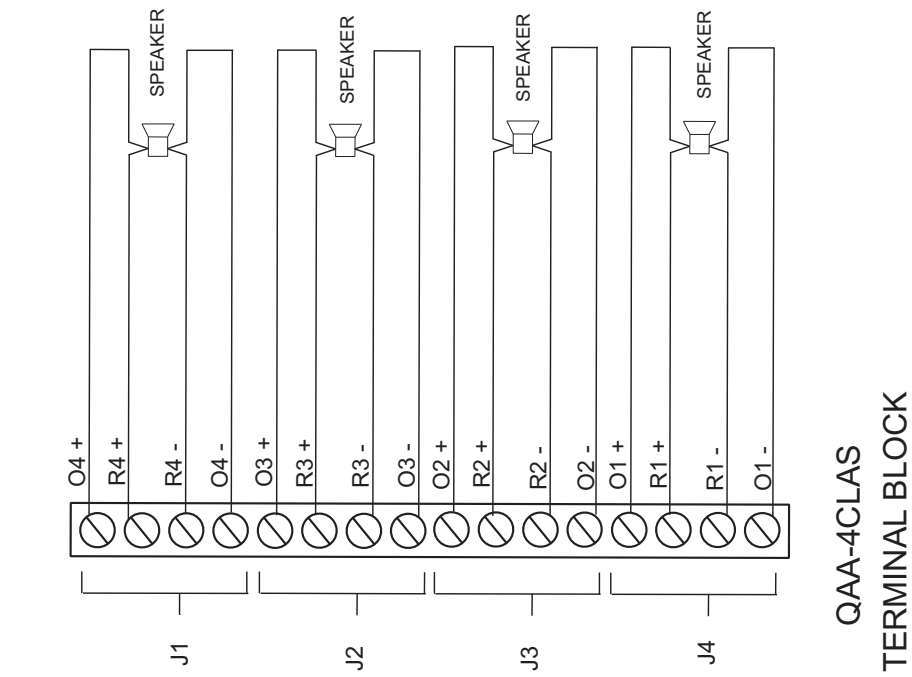 SPEAKER
SPEAKER
SPEAKER
SPEAKER
O4 +
R4 +
R4 -
O4 -
O3 +
R3 +
R3 -
O3 -
O2 +
R2 +
R2 -
O2 -
O1 +
R1 +
R1 -
O1 -
J1
J2
J3
J4
QAA-4CLAS
TERMINAL BLOCK